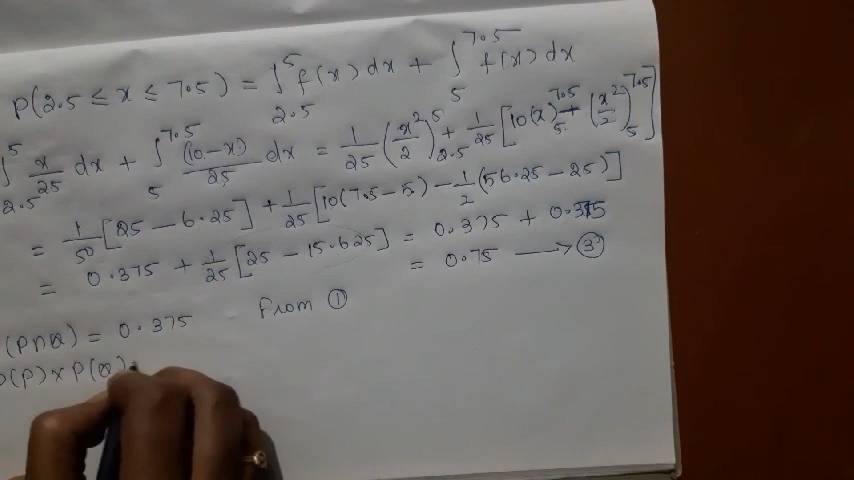 P(2.5 ≤ x ≤ 7.5) = ∫_{2.5}^{5} f(x) dx + ∫_{5}^{7.5} f(x) dx
∫_{2.5}^{5} x/25 dx + ∫_{5}^{7.5} (10-x)/25 dx = 1/25 (x²/2)_{2.5}^{5} + 1/25 [10(x)_{5}^{7.5} - (x²/2)_{5}^{7.5}]
= 1/50 [25 - 6.25] + 1/25 [10(7.5 - 5) - 1/2 (56.25 - 25)]
= 0.375 + 1/25 [25 - 15.625] = 0.375 + 0.375
= 0.75 → ③
(P∩Q) = 0.375 from ①
P(P) x P(Q)